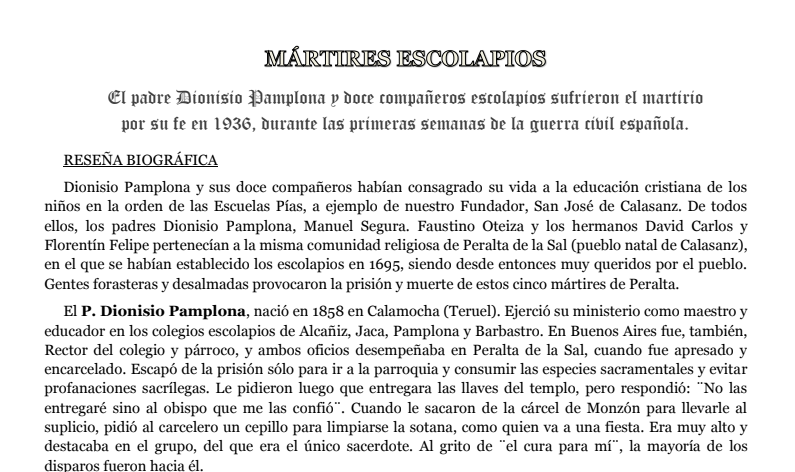 MÁRTIRES ESCOLAPIOS
El padre Dionisio Pamplona y doce compañeros escolapios sufrieron el martirio
por su fe en 1936, durante las primeras semanas de la guerra civil española.
RESEÑA BIOGRÁFICA
Dionisio Pamplona y sus doce compañeros habían consagrado su vida a la educación cristiana de los
niños en la orden de las Escuelas Pías, a ejemplo de nuestro Fundador, San José de Calasanz. De todos
ellos, los padres Dionisio Pamplona, Manuel Segura. Faustino Oteiza y los hermanos David Carlos y
Florentín Felipe pertenecían a la misma comunidad religiosa de Peralta de la Sal (pueblo natal de Calasanz),
en el que se habían establecido los escolapios en 1695, siendo desde entonces muy queridos por el pueblo.
Gentes forasteras y desalmadas provocaron la prisión y muerte de estos cinco mártires de Peralta.
El P. Dionisio Pamplona, nació en 1858 en Calamocha (Teruel). Ejerció su ministerio como maestro y
educador en los colegios escolapios de Alcañiz, Jaca, Pamplona y Barbastro. En Buenos Aires fue, también,
Rector del colegio y párroco, y ambos oficios desempeñaba en Peralta de la Sal, cuando fue apresado y
encarcelado. Escapó de la prisión sólo para ir a la parroquia y consumir las especies sacramentales y evitar
profanaciones sacrílegas. Le pidieron luego que entregara las llaves del templo, pero respondió: ¨No las
entregaré sino al obispo que me las confió¨. Cuando le sacaron de la cárcel de Monzón para llevarle al
suplicio, pidió al carcelero un cepillo para limpiarse la sotana, como quien va a una fiesta. Era muy alto y
destacaba en el grupo, del que era el único sacerdote. Al grito de ¨el cura para mí¨, la mayoría de los
disparos fueron hacia él.